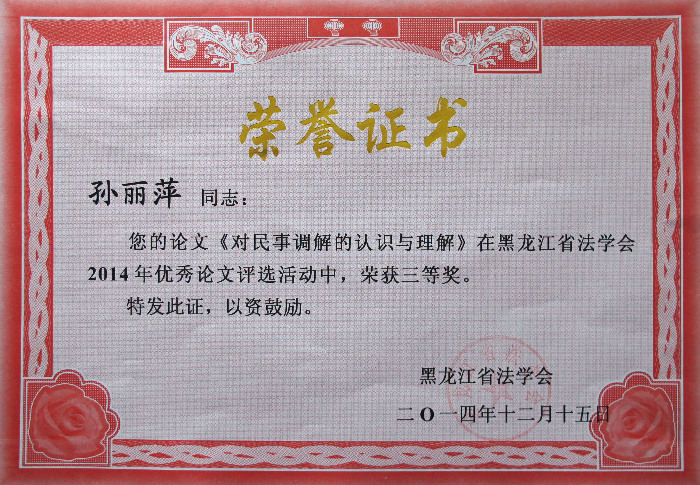 荣誉证书
孙丽萍 同志：
您的论文《对民事调解的认识与理解》在黑龙江省法学会
2014年优秀论文评选活动中，荣获三等奖。
特发此证，以资鼓励。
黑龙江省法学会
二O一四年十二月十五日